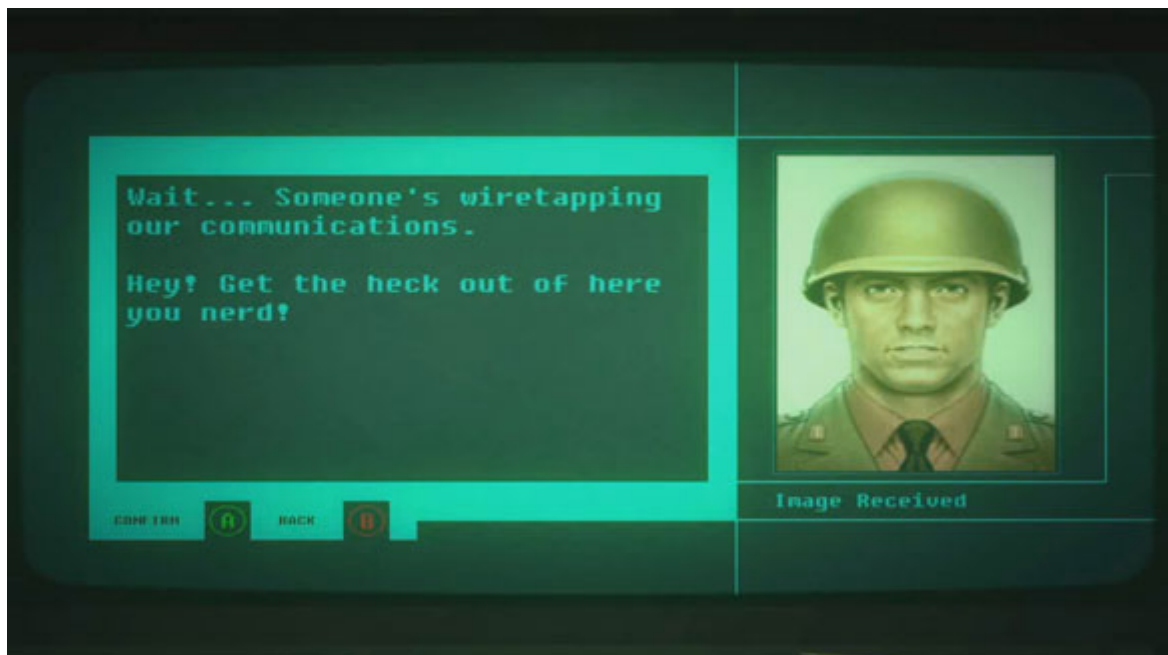 Wait... Someone's wiretapping
our communications.
Hey! Get the heck out of here
you nerd!
CONFIRM A BACK B
Image Received